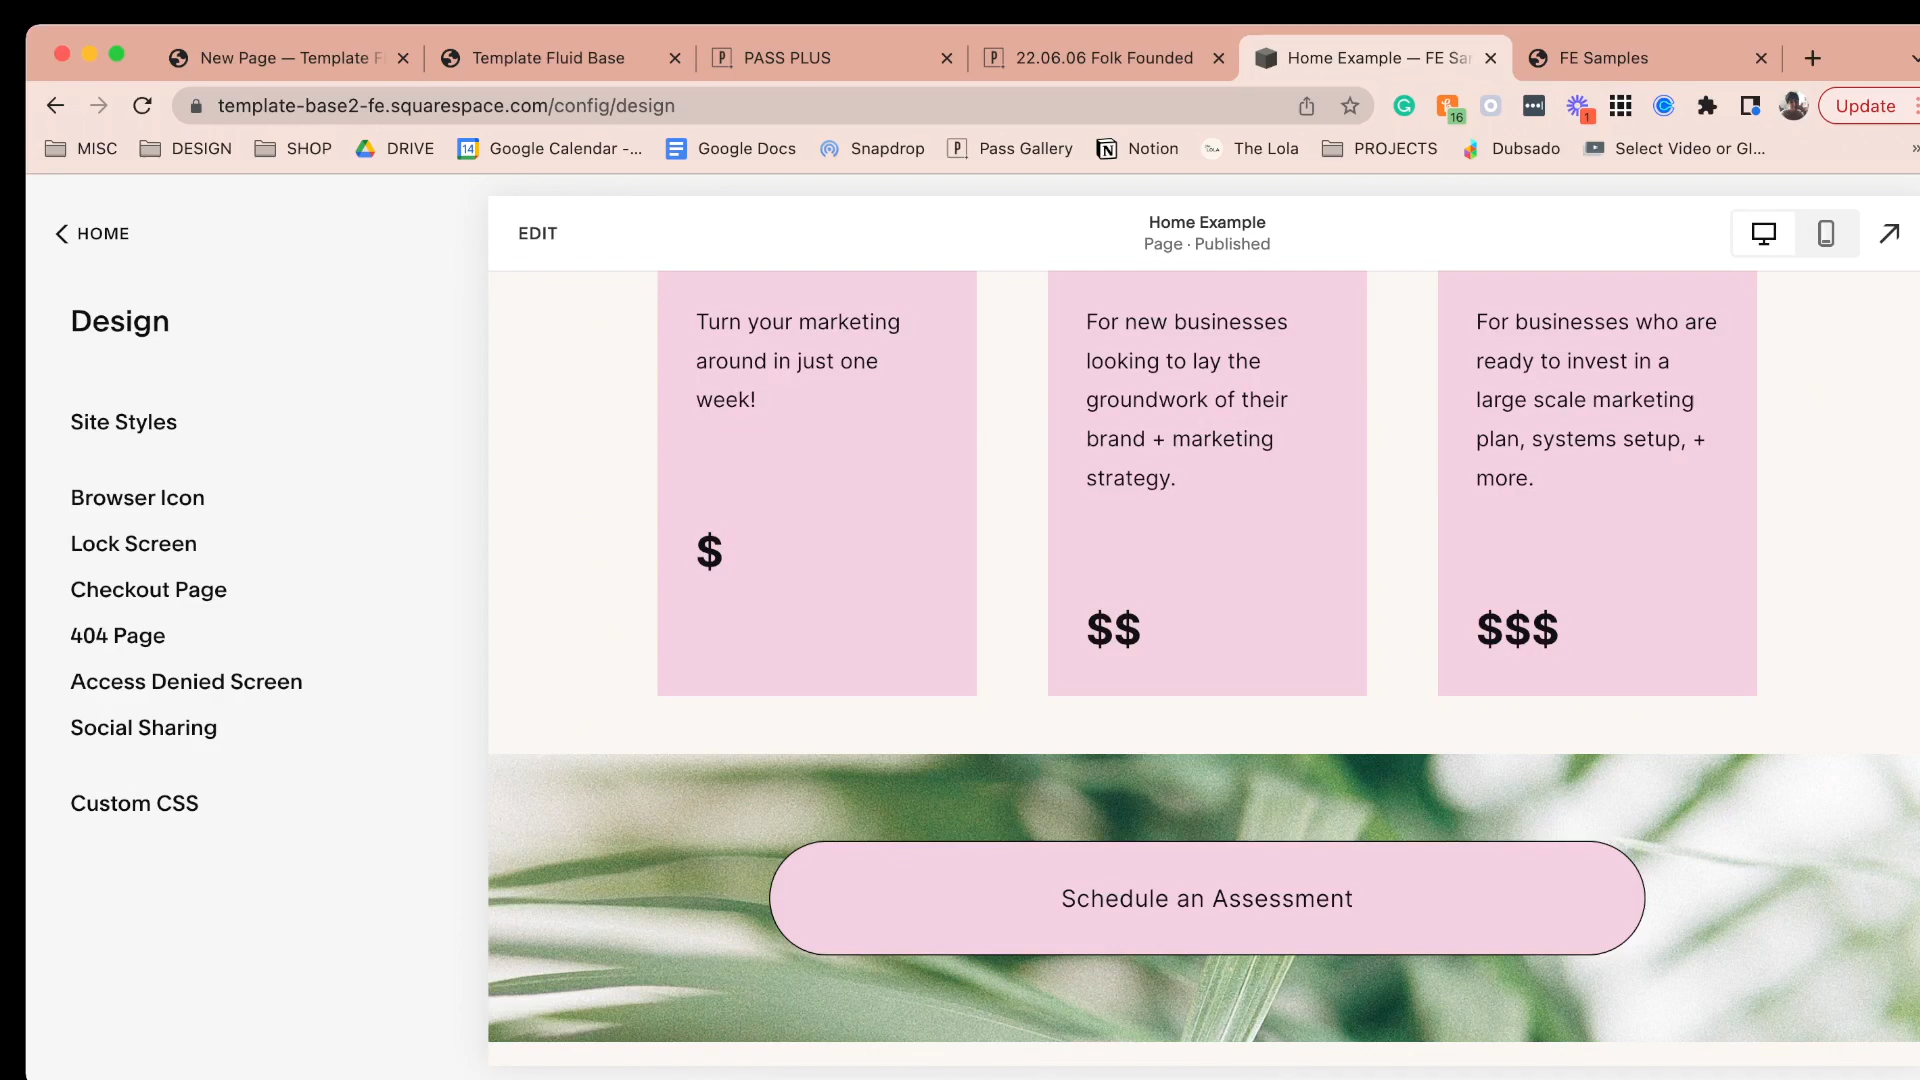 New Page — Template F
Template Fluid Base
PASS PLUS
22.06.06 Folk Founded
Home Example — FE Sa
FE Samples
template-base2-fe.squarespace.com/config/design
16
1
Update
MISC
DESIGN
SHOP
DRIVE
14
Google Calendar -...
Google Docs
Snapdrop
Pass Gallery
Notion
The Lola
PROJECTS
Dubsado
Select Video or GI...
»
HOME
EDIT
Home Example
Page · Published
Design
Site Styles
Browser Icon
Lock Screen
Checkout Page
404 Page
Access Denied Screen
Social Sharing
Custom CSS
Turn your marketing
around in just one
week!
$
For new businesses
looking to lay the
groundwork of their
brand + marketing
strategy.
$$
For businesses who are
ready to invest in a
large scale marketing
plan, systems setup, +
more.
$$$
Schedule an Assessment